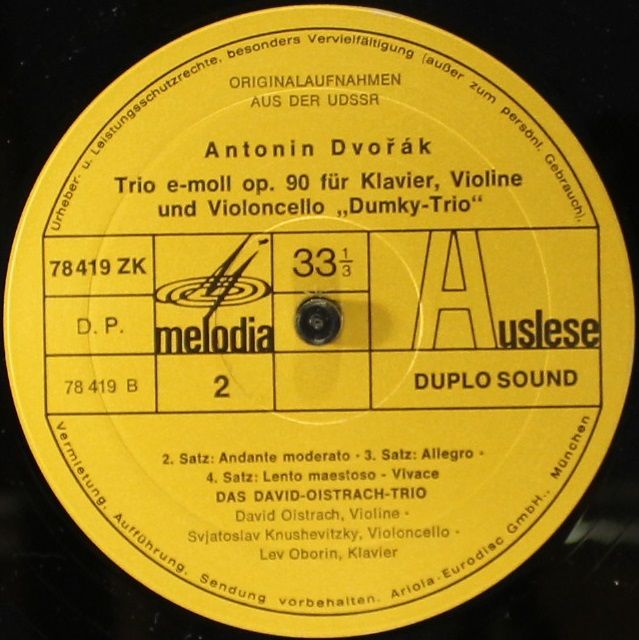 Urheber- u. Leistungsschutzrechte, besonders Vervielfältigung (außer zum persönl. Gebrauch),
ORIGINALAUFNAHMEN
AUS DER UDSSR
Antonin Dvořák
Trio e-moll op. 90 für Klavier, Violine
und Violoncello „Dumky-Trio“
78419 ZK
melodia
33 1/3
Auslese
D. P.
78 419 B
2
DUPLO SOUND
2. Satz: Andante moderato · 3. Satz: Allegro ·
4. Satz: Lento maestoso - Vivace
DAS DAVID-OISTRACH-TRIO
David Oistrach, Violine ·
Svjatoslav Knushevitzky, Violoncello ·
Lev Oborin, Klavier
Vermietung, Aufführung, Sendung vorbehalten. Ariola-Eurodisc GmbH., München